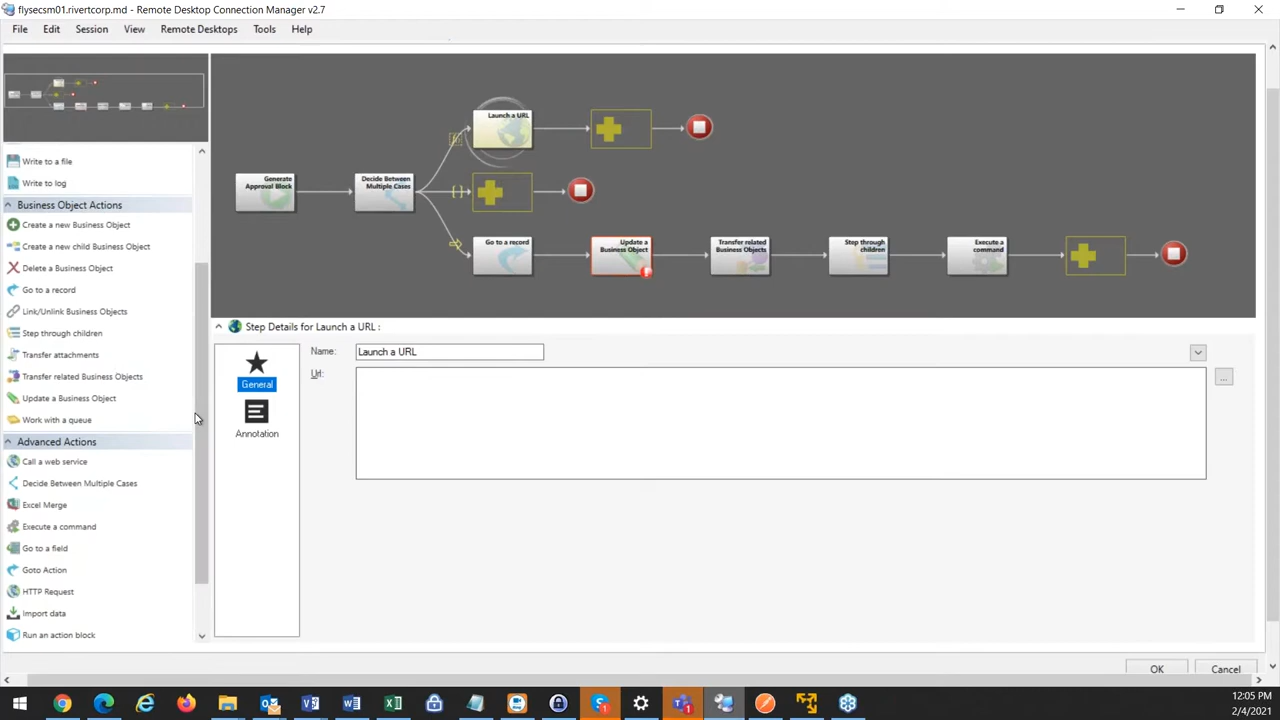 flysecsm01.rivertcorp.md - Remote Desktop Connection Manager v2.7
File Edit Session View Remote Desktops Tools Help
Launch a URL
Generate Approval Block
Decide Between Multiple Cases
Go to a record
Update a Business Object
Transfer related Business Objects
Step through children
Execute a command
Write to a file
Write to log
Business Object Actions
Create a new Business Object
Create a new child Business Object
Delete a Business Object
Go to a record
Link/Unlink Business Objects
Step through children
Transfer attachments
Transfer related Business Objects
Update a Business Object
Work with a queue
Advanced Actions
Call a web service
Decide Between Multiple Cases
Excel Merge
Execute a command
Go to a field
Goto Action
HTTP Request
Import data
Run an action block
Step Details for Launch a URL :
General
Annotation
Name: Launch a URL
Url:
...
OK Cancel
12:05 PM
2/4/2021